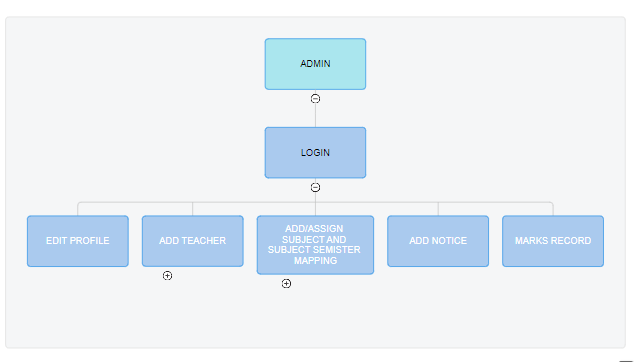 ADMIN
LOGIN
EDIT PROFILE
ADD TEACHER
ADD/ASSIGN
SUBJECT AND
SUBJECT SEMISTER
MAPPING
ADD NOTICE
MARKS RECORD